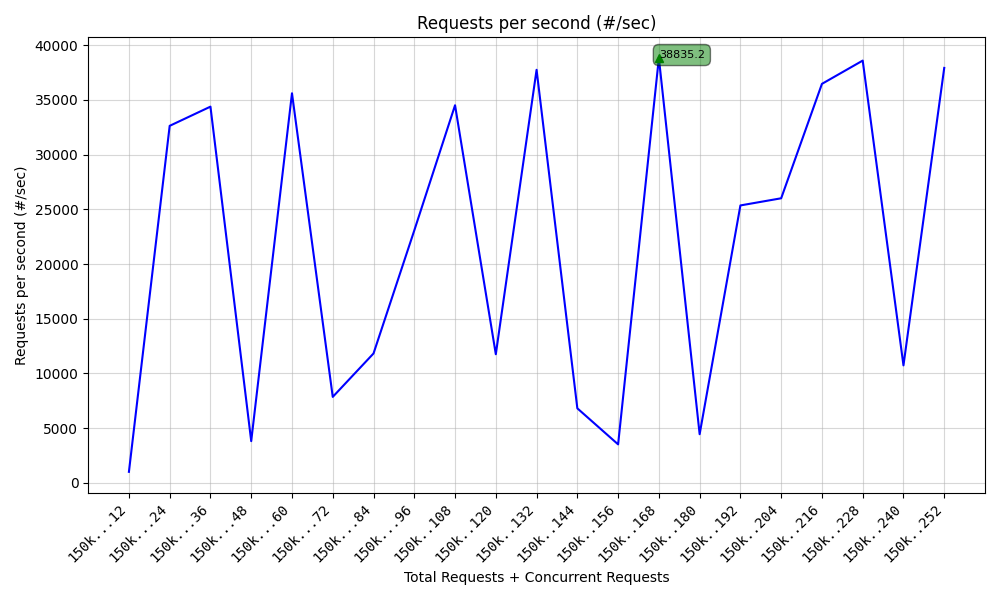 Requests per second (#/sec)
38835.2
Requests per second (#/sec)
40000
35000
30000
25000
20000
15000
10000
5000
0
150k...12
150k...24
150k...36
150k...48
150k...60
150k...72
150k...84
150k...96
150k..108
150k..120
150k..132
150k..144
150k..156
150k..168
150k..180
150k..192
150k..204
150k..216
150k..228
150k..240
150k..252
Total Requests + Concurrent Requests